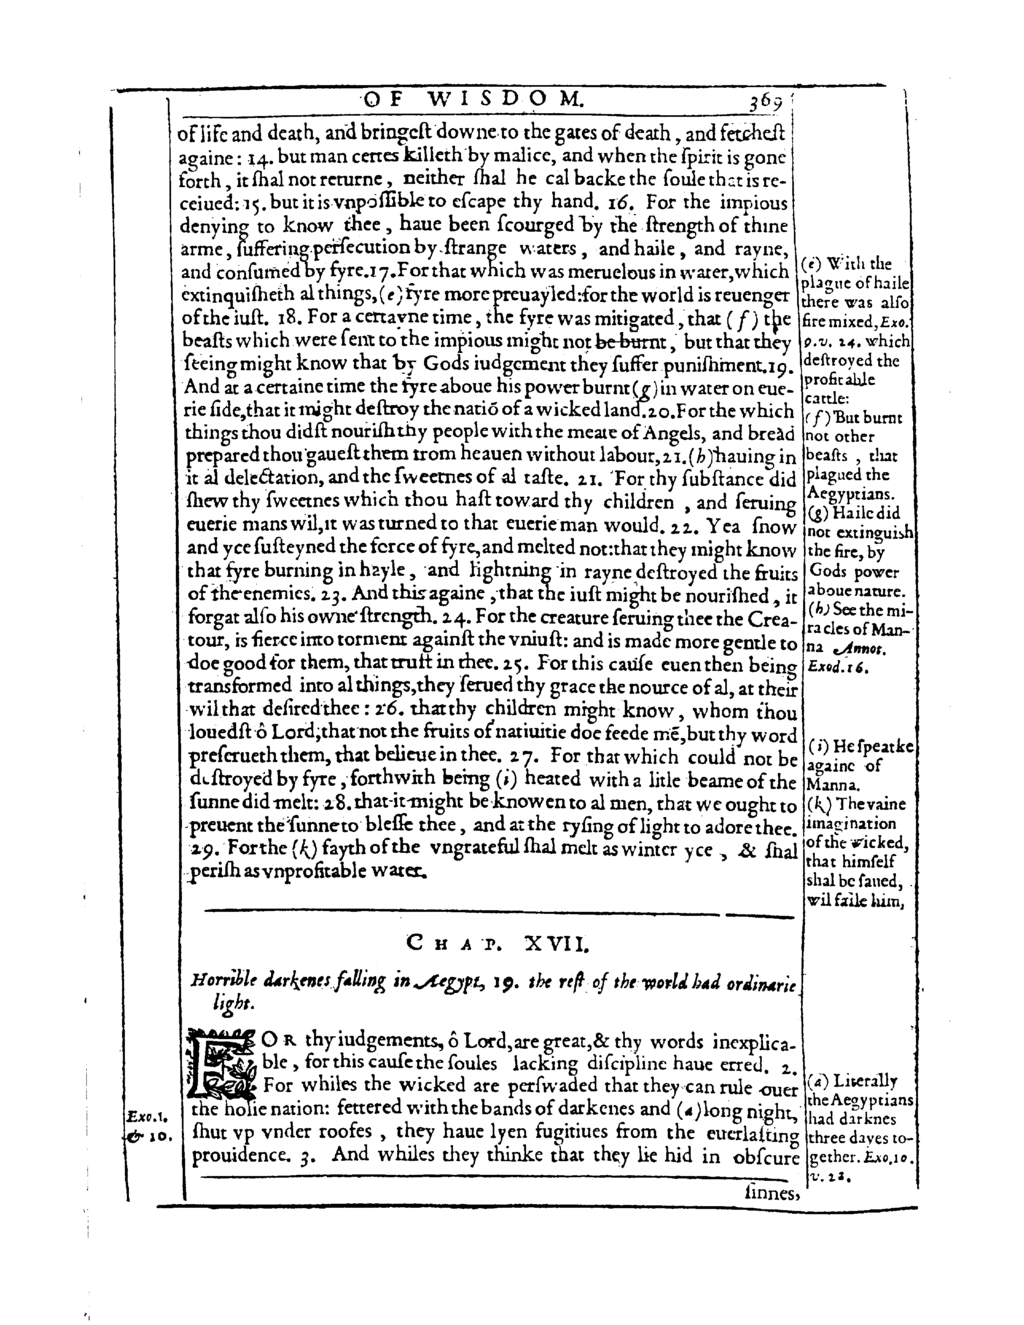 OF WISDOM. 369
of life and death, and bringeſt downe to the gates of death, and fetcheſt
againe: 14. but man certes killeth by malice, and when the ſpirit is gone
forth, it ſhal not returne, neither ſhal he cal backe the ſoule that is re-
ceiued: 15. but it is vnpoſſible to eſcape thy hand. 16. For the impious
denying to know thee, haue been ſcourged by the ſtrength of thine
arme, ſuffering perſecution by ſtrange waters, and haile, and rayne,
and conſumed by fyre. 17. For that which was meruelous in water, which
extinquiſheth al things, (e) fyre more preuayled: for the world is reuenger
of the iuſt. 18. For a certayne time, the fyre was mitigated, that (f) the
beaſts which were ſent to the impious might not be burnt, but that they
ſeeing might know that by Gods iudgement they ſuffer puniſhment. 19.
And at a certaine time the fyre aboue his power burnt (g) in water on eue-
rie ſide, that it might deſtroy the natiõ of a wicked land. 20. For the which
things thou didſt nouriſh thy people with the meate of Angels, and bread
prepared thou gaueſt them from heauen without labour, 21. (h) hauing in
it al delectation, and the ſweetnes of al taſte. 21. For thy ſubſtance did
ſhew thy ſweetnes which thou haſt toward thy children, and ſeruing
euerie mans wil, it was turned to that euerie man would. 22. Yea ſnow
and yce ſuſteyned the force of fyre, and melted not: that they might know
that fyre burning in hayle, and lightning in rayne deſtroyed the fruits
of the enemies. 23. And this againe, that the iuſt might be nouriſhed, it
forgat alſo his owne ſtrength. 24. For the creature ſeruing thee the Crea-
tour, is fierce into torment againſt the vniuſt: and is made more gentle to
doe good for them, that truſt in thee. 25. For this cauſe euen then being
transformed into al things, they ſerued thy grace the nource of al, at their
wil that deſired thee: 26. that thy children might know, whom thou
louedſt ô Lord, that not the fruits of natiuitie doe feede mẽ, but thy word
preſerueth them, that belieue in thee. 27. For that which could not be
deſtroyed by fyre, forthwith being (i) heated with a litle beame of the
ſunne did melt: 28. that it might be knowen to al men, that we ought to
preuent the ſunne to bleſſe thee, and at the ryſing of light to adore thee.
29. For the (k) fayth of the vngrateful ſhal melt as winter yce, & ſhal
periſh as vnprofitable water.
(e) With the
plague of haile
there was alſo
fire mixed, Exo.
9. v. 24. which
deſtroyed the
profitable
cattle:
(f) But burnt
not other
beaſts, that
plagued the
Aegyptians.
(g) Haile did
not extinguish
the fire, by
Gods power
aboue nature.
(h) See the mi-
racles of Man-
na Annot.
Exod. 16.
(i) He ſpeatke
againe of
Manna.
(k) The vaine
imagination
of the wicked,
that himſelf
shal be ſaued,
wil faile him,
CHAP. XVII.
Horrible darkenes falling in Aegypt, 19. the reſt of the world had ordinarie
light.
FOR thy iudgements, ô Lord, are great, & thy words inexplica-
ble, for this cauſe the ſoules lacking diſcipline haue erred. 2.
For whiles the wicked are perſwaded that they can rule ouer
the holie nation: fettered with the bands of darkenes and (a) long night,
ſhut vp vnder roofes, they haue lyen fugitiues from the euerlaſting
prouidence. 3. And whiles they thinke that they lie hid in obſcure
ſinnes,
Exo. 1.
& 10.
(a) Literally
the Aegyptians
had darknes
three dayes to-
gether. Exo. 10.
v. 22.